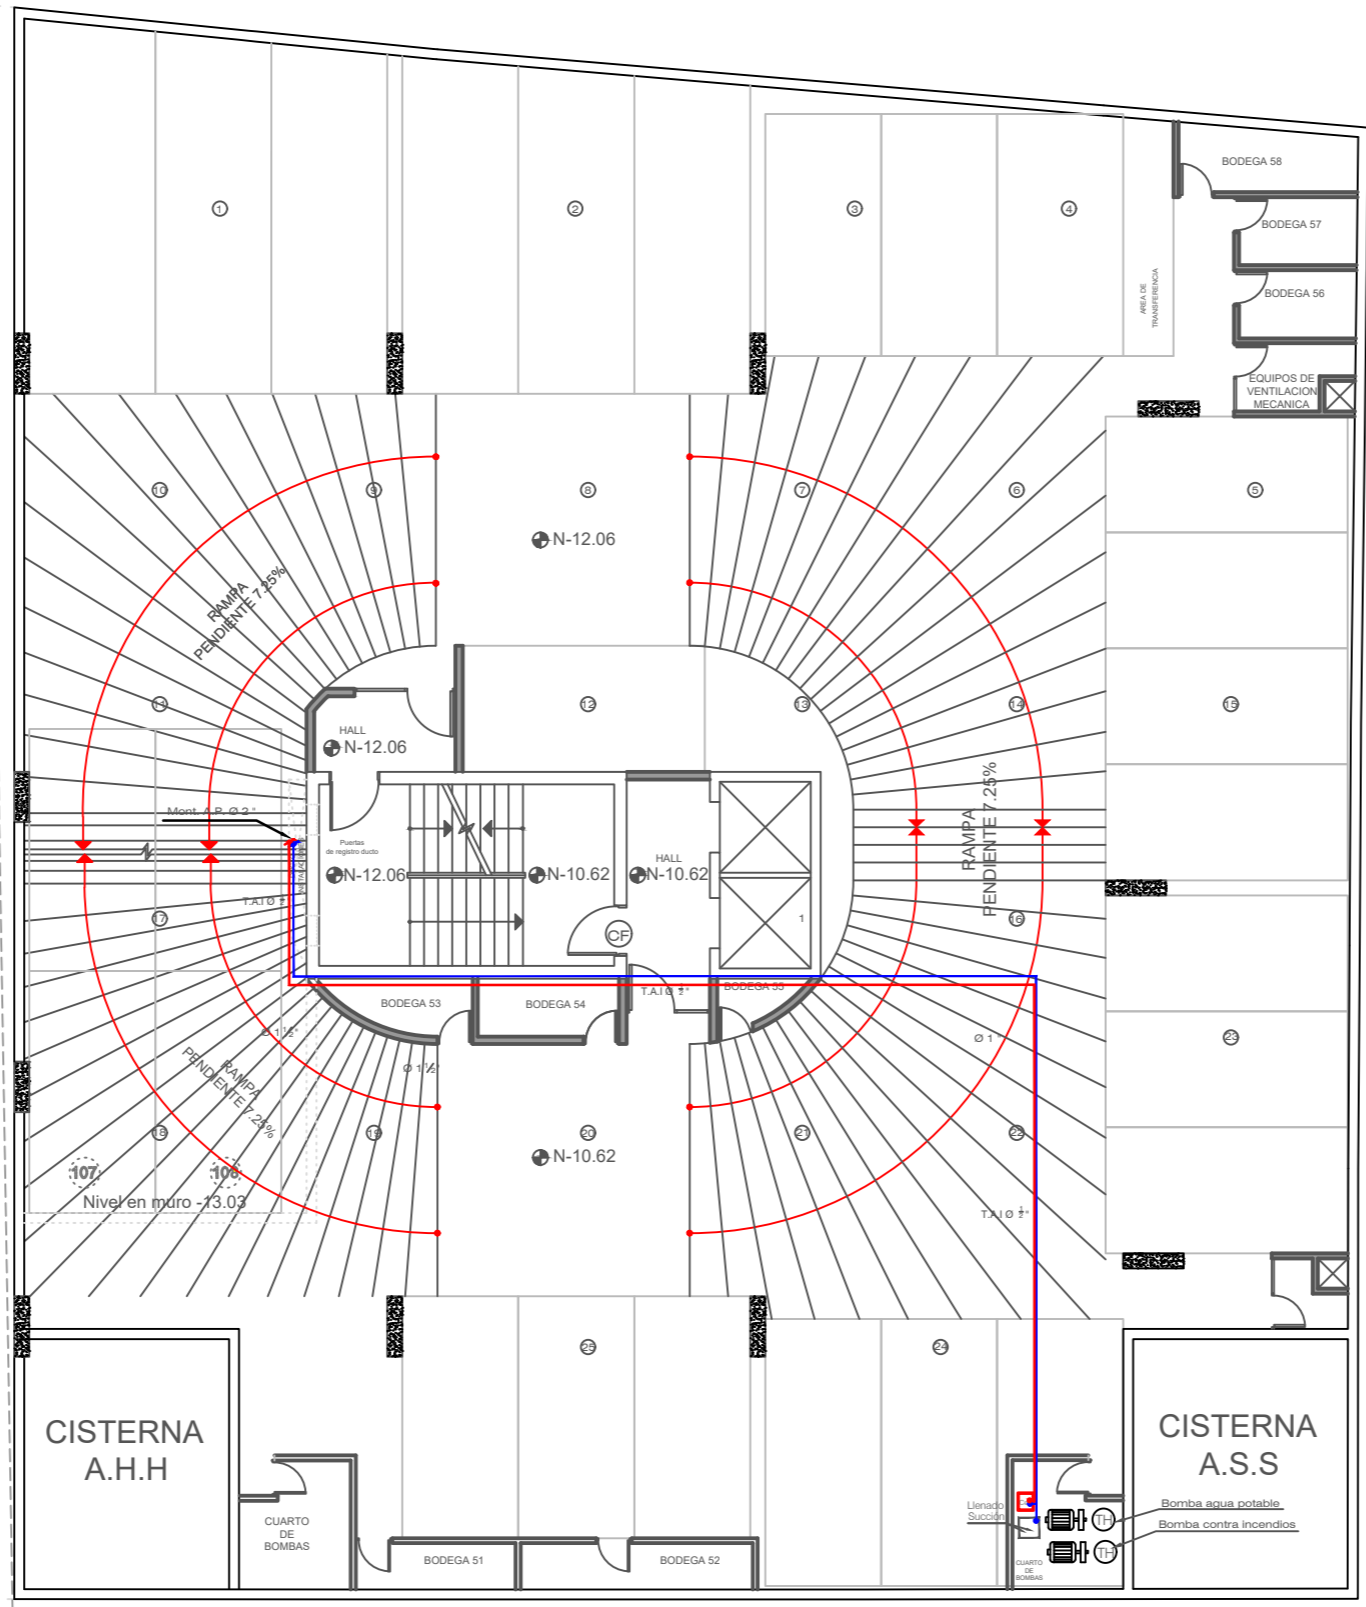 BODEGA 58
1
2
3
4
BODEGA 57
AREA DE
TRANSFERENCIA
BODEGA 56
EQUIPOS DE
VENTILACION
MECANICA
10
9
8
7
6
5
N-12.06
RAMPA
PENDIENTE 7.25%
11
12
13
14
15
HALL
N-12.06
Mont. A.P. Ø 2"
Puertas
de registro ducto
N-12.06
N-10.62
HALL
N-10.62
RAMPA
PENDIENTE 7.25%
T.A.I Ø
17
CF
1
16
BODEGA 53
BODEGA 54
T.A.I Ø
BODEGA 55
Ø 1 ½"
Ø 1 ½"
Ø 1"
23
RAMPA
PENDIENTE 7.25%
18
19
20
21
22
N-10.62
107
108
Nivel en muro -13.03
T.A.I Ø
25
24
CISTERNA
A.H.H
CISTERNA
A.S.S
CUARTO
DE
BOMBAS
Llenado
Succión
Bomba agua potable
TH
Bomba contra incendios
TH
BODEGA 51
BODEGA 52
CUARTO
DE
BOMBAS